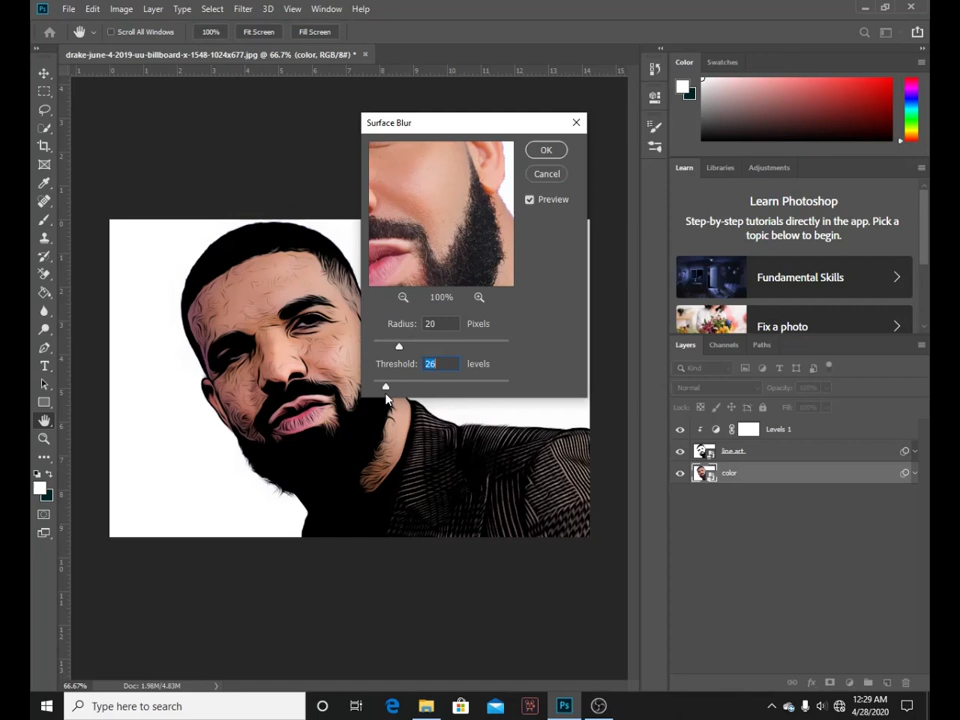 Ps File Edit Image Layer Type Select Filter 3D View Window Help
Scroll All Windows 100% Fit Screen Fill Screen
drake-june-4-2019-uu-billboard-x-1548-1024x677.jpg @ 66.7% (color, RGB/8#) * ×
Color Swatches
Surface Blur
OK
Cancel
Preview
100%
Radius: 20 Pixels
Threshold: 26 levels
Learn Libraries Adjustments
Learn Photoshop
Step-by-step tutorials directly in the app. Pick a
topic below to begin.
Fundamental Skills
Fix a photo
Layers Channels Paths
Kind
Normal Opacity:
Lock: Fill:
Levels 1
line art
color
66.67% Doc: 1.98M/4.83M
Type here to search
Ps
12:29 AM
4/28/2020